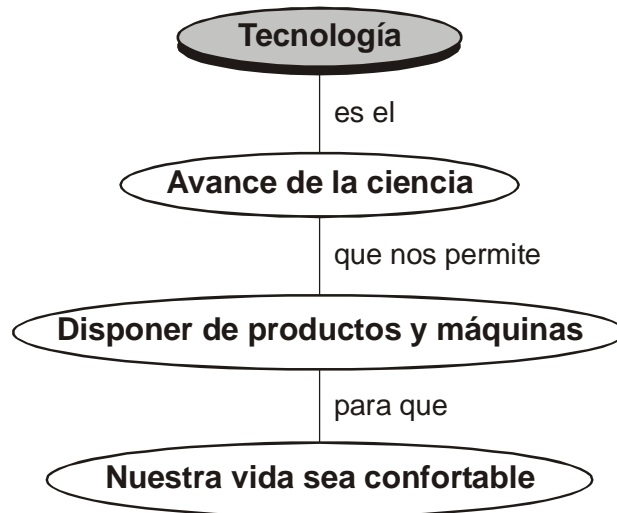 Tecnología
es el
Avance de la ciencia
que nos permite
Disponer de productos y máquinas
para que
Nuestra vida sea confortable